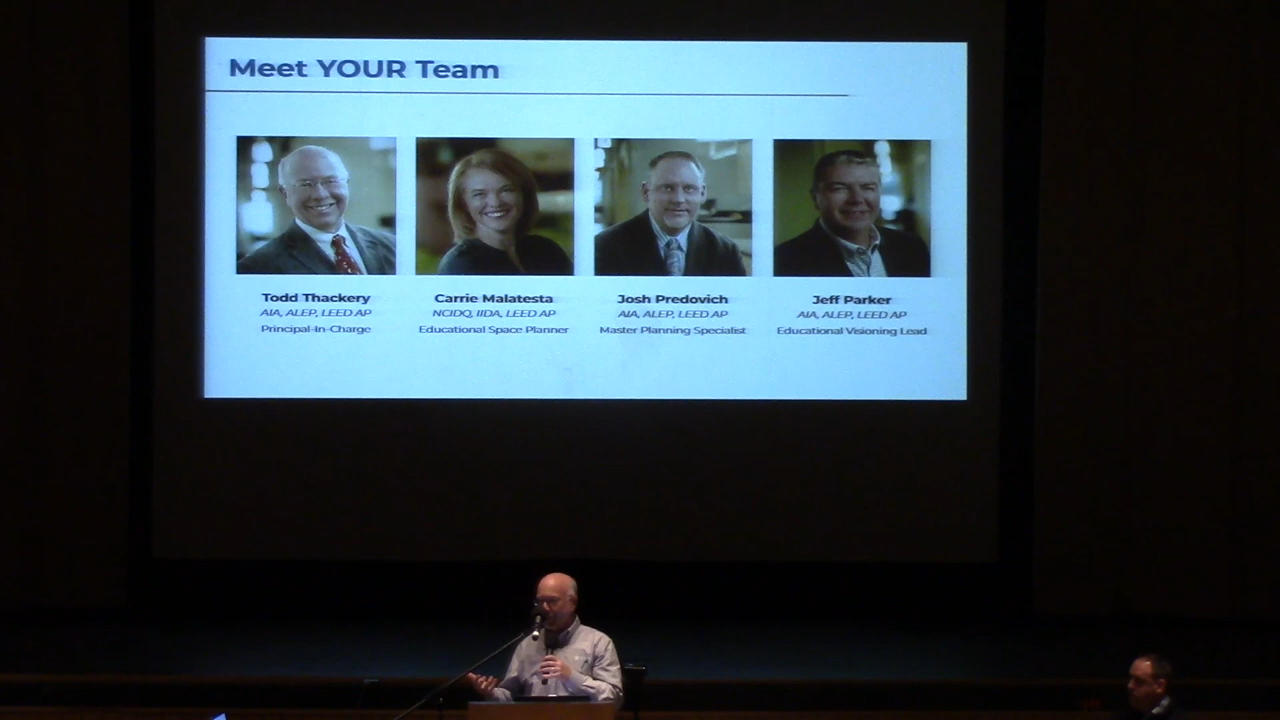 Meet YOUR Team
Todd Thackery
AIA, ALEP, LEED AP
Principal-In-Charge
Carrie Malatesta
NCIDQ, IIDA, LEED AP
Educational Space Planner
Josh Predovich
AIA, ALEP, LEED AP
Master Planning Specialist
Jeff Parker
AIA, ALEP, LEED AP
Educational Visioning Lead